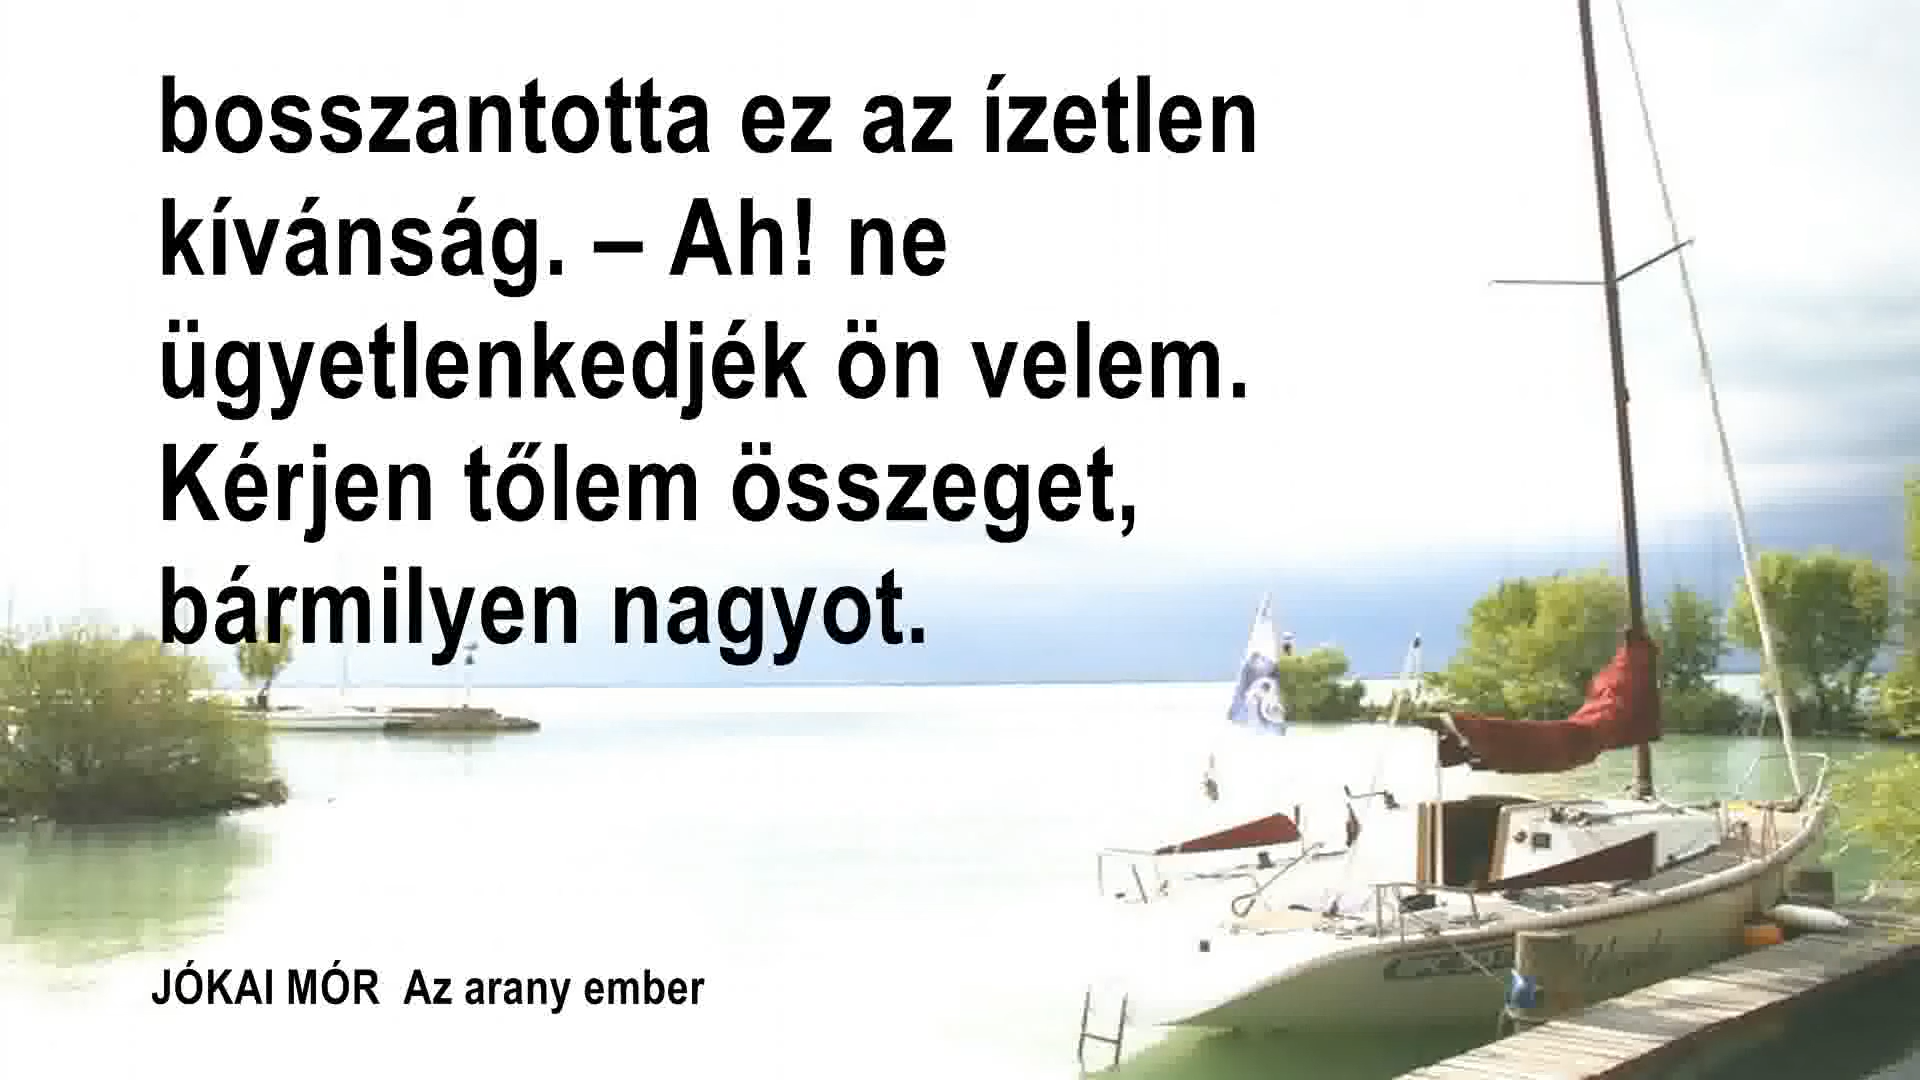 bosszantotta ez az ízetlen
kívánság. – Ah! ne
ügyetlenkedjék ön velem.
Kérjen tőlem összeget,
bármilyen nagyot.
JÓKAI MÓR Az arany ember